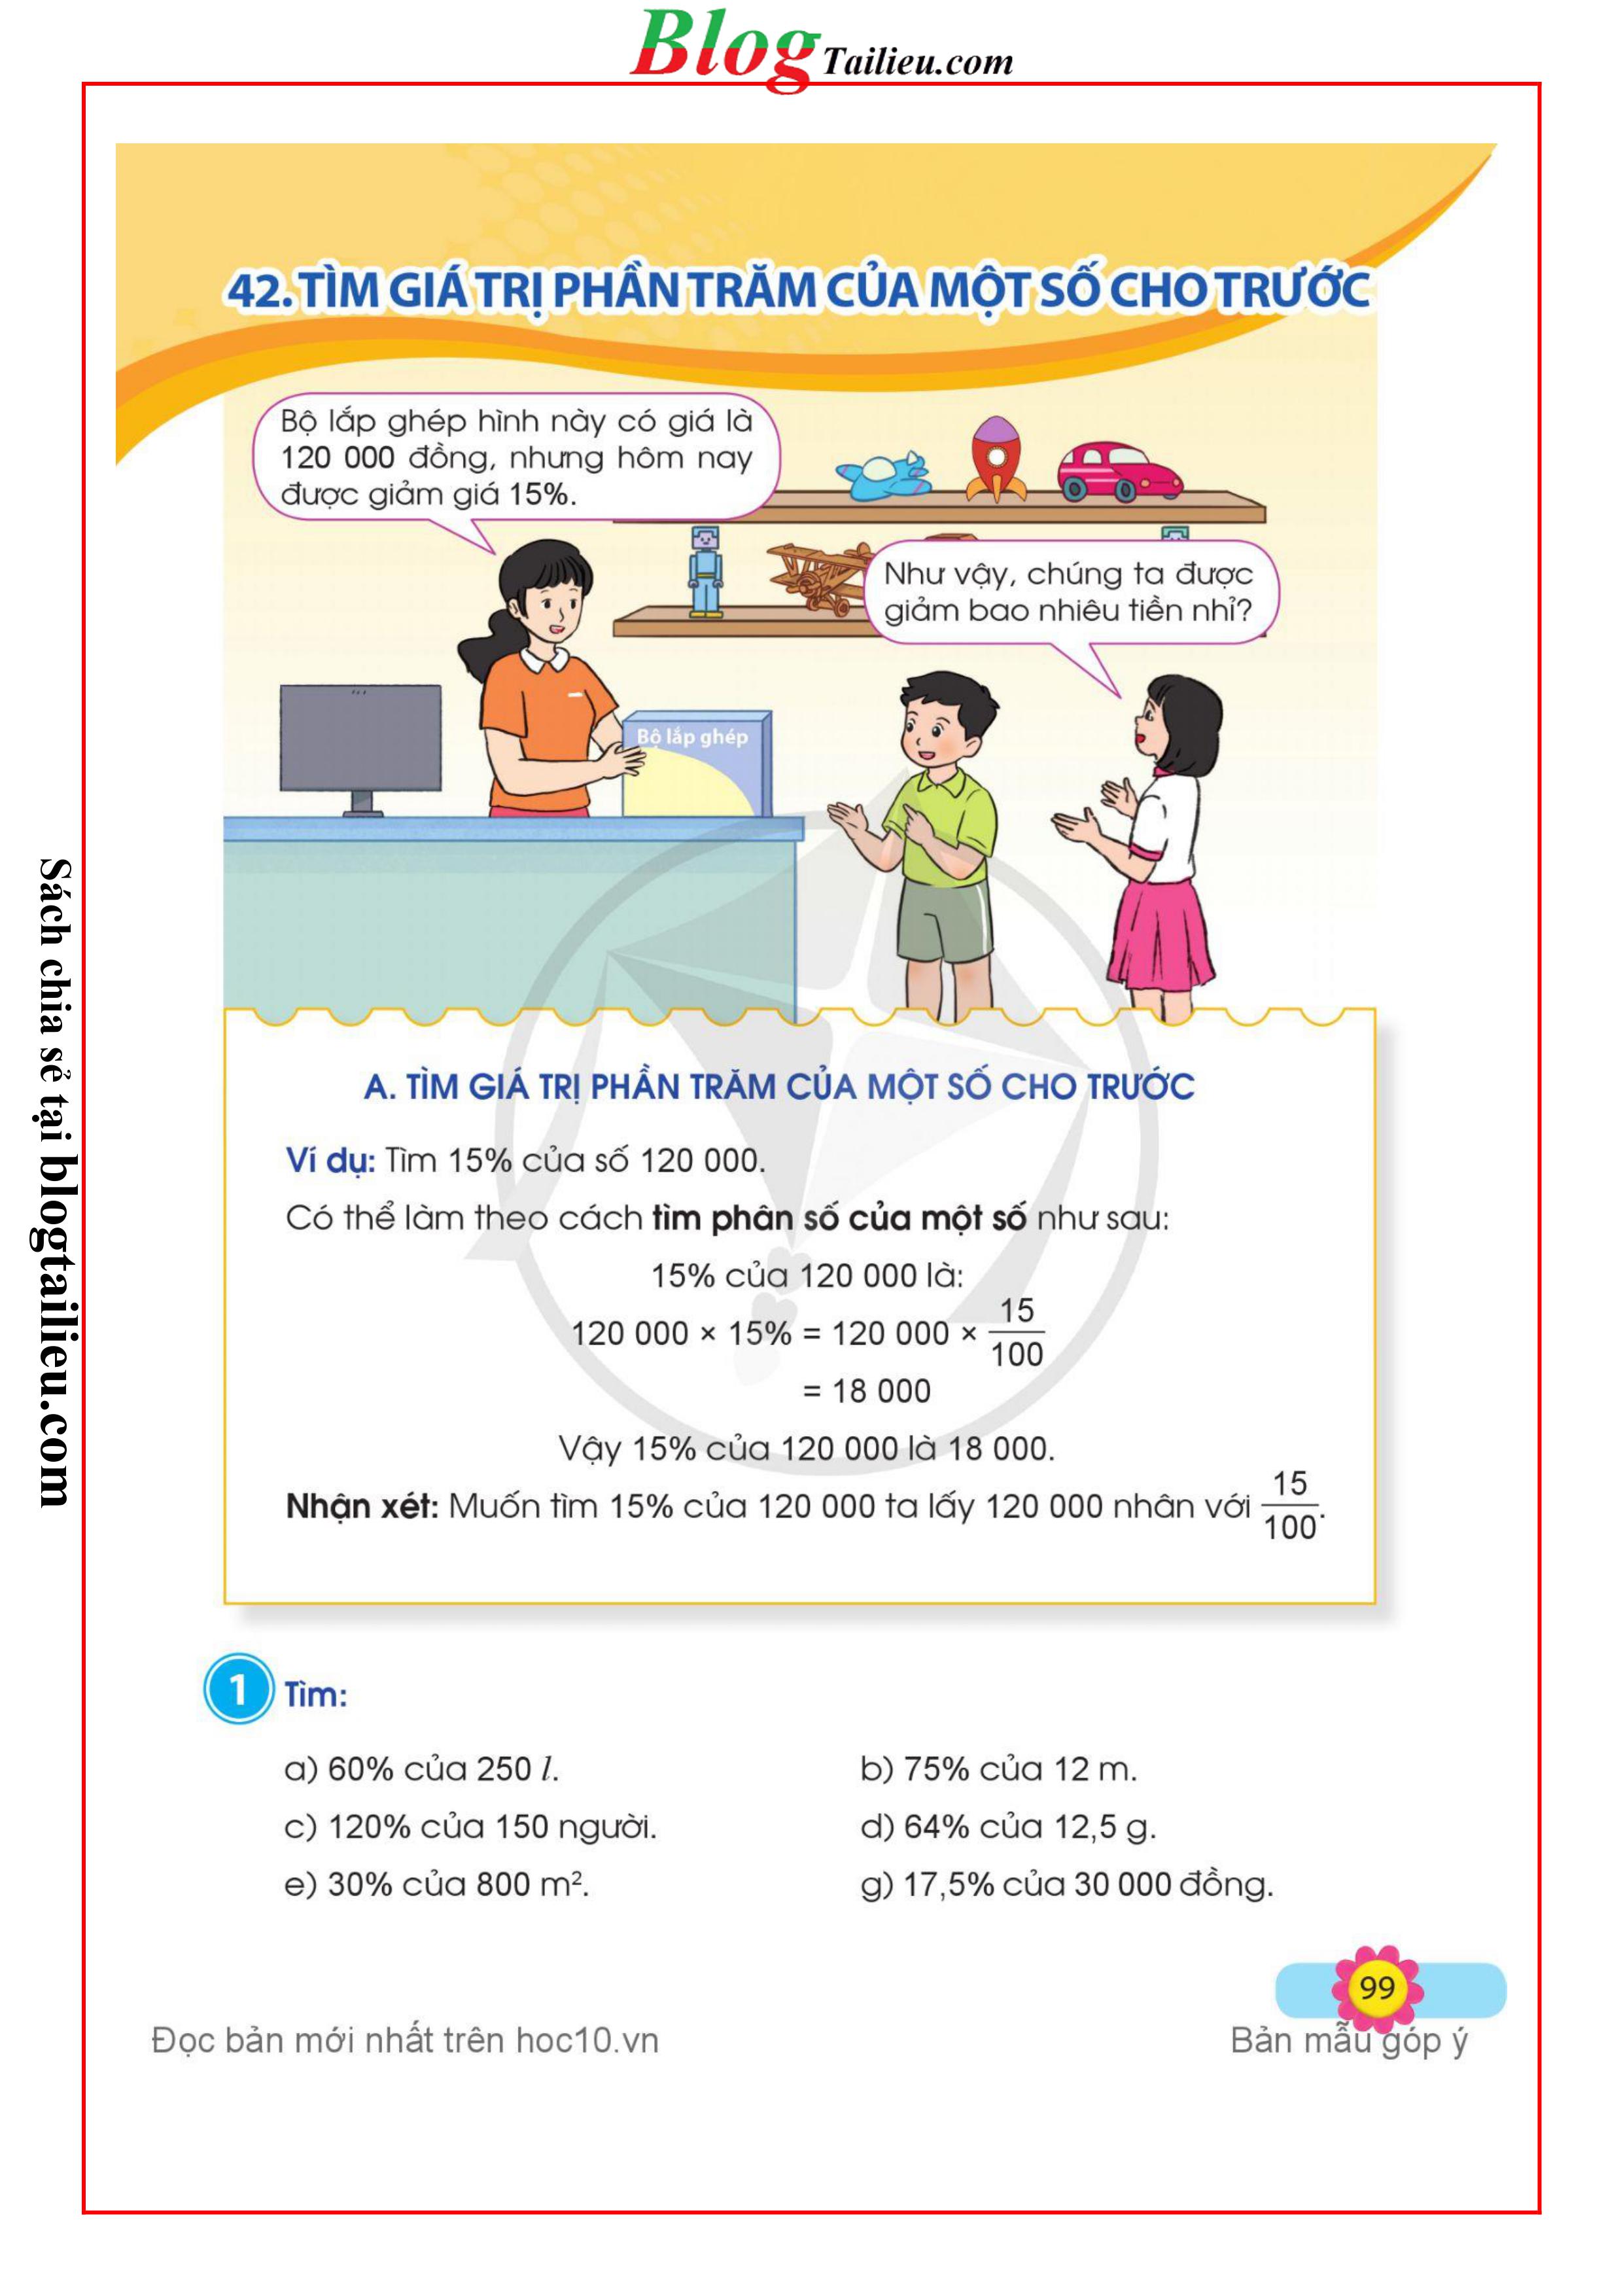 Blog Tailieu.com
42. TÌM GIÁ TRỊ PHẦN TRĂM CỦA MỘT SỐ CHO TRƯỚC
Bộ lắp ghép hình này có giá là
120 000 đồng, nhưng hôm nay
được giảm giá 15%.
Như vậy, chúng ta được
giảm bao nhiêu tiền nhỉ?
Bộ lắp ghép
Sách chia sẻ tại blogtailieu.com
A. TÌM GIÁ TRỊ PHẦN TRĂM CỦA MỘT SỐ CHO TRƯỚC
Ví dụ: Tìm 15% của số 120 000.
Có thể làm theo cách tìm phân số của một số như sau:
15% của 120 000 là:
120 000 × 15% = 120 000 × 15/100
= 18 000
Vậy 15% của 120 000 là 18 000.
Nhận xét: Muốn tìm 15% của 120 000 ta lấy 120 000 nhân với 15/100.
1 Tìm:
a) 60% của 250 l.
b) 75% của 12 m.
c) 120% của 150 người.
d) 64% của 12,5 g.
e) 30% của 800 m².
g) 17,5% của 30 000 đồng.
99
Đọc bản mới nhất trên hoc10.vn
Bản mẫu góp ý